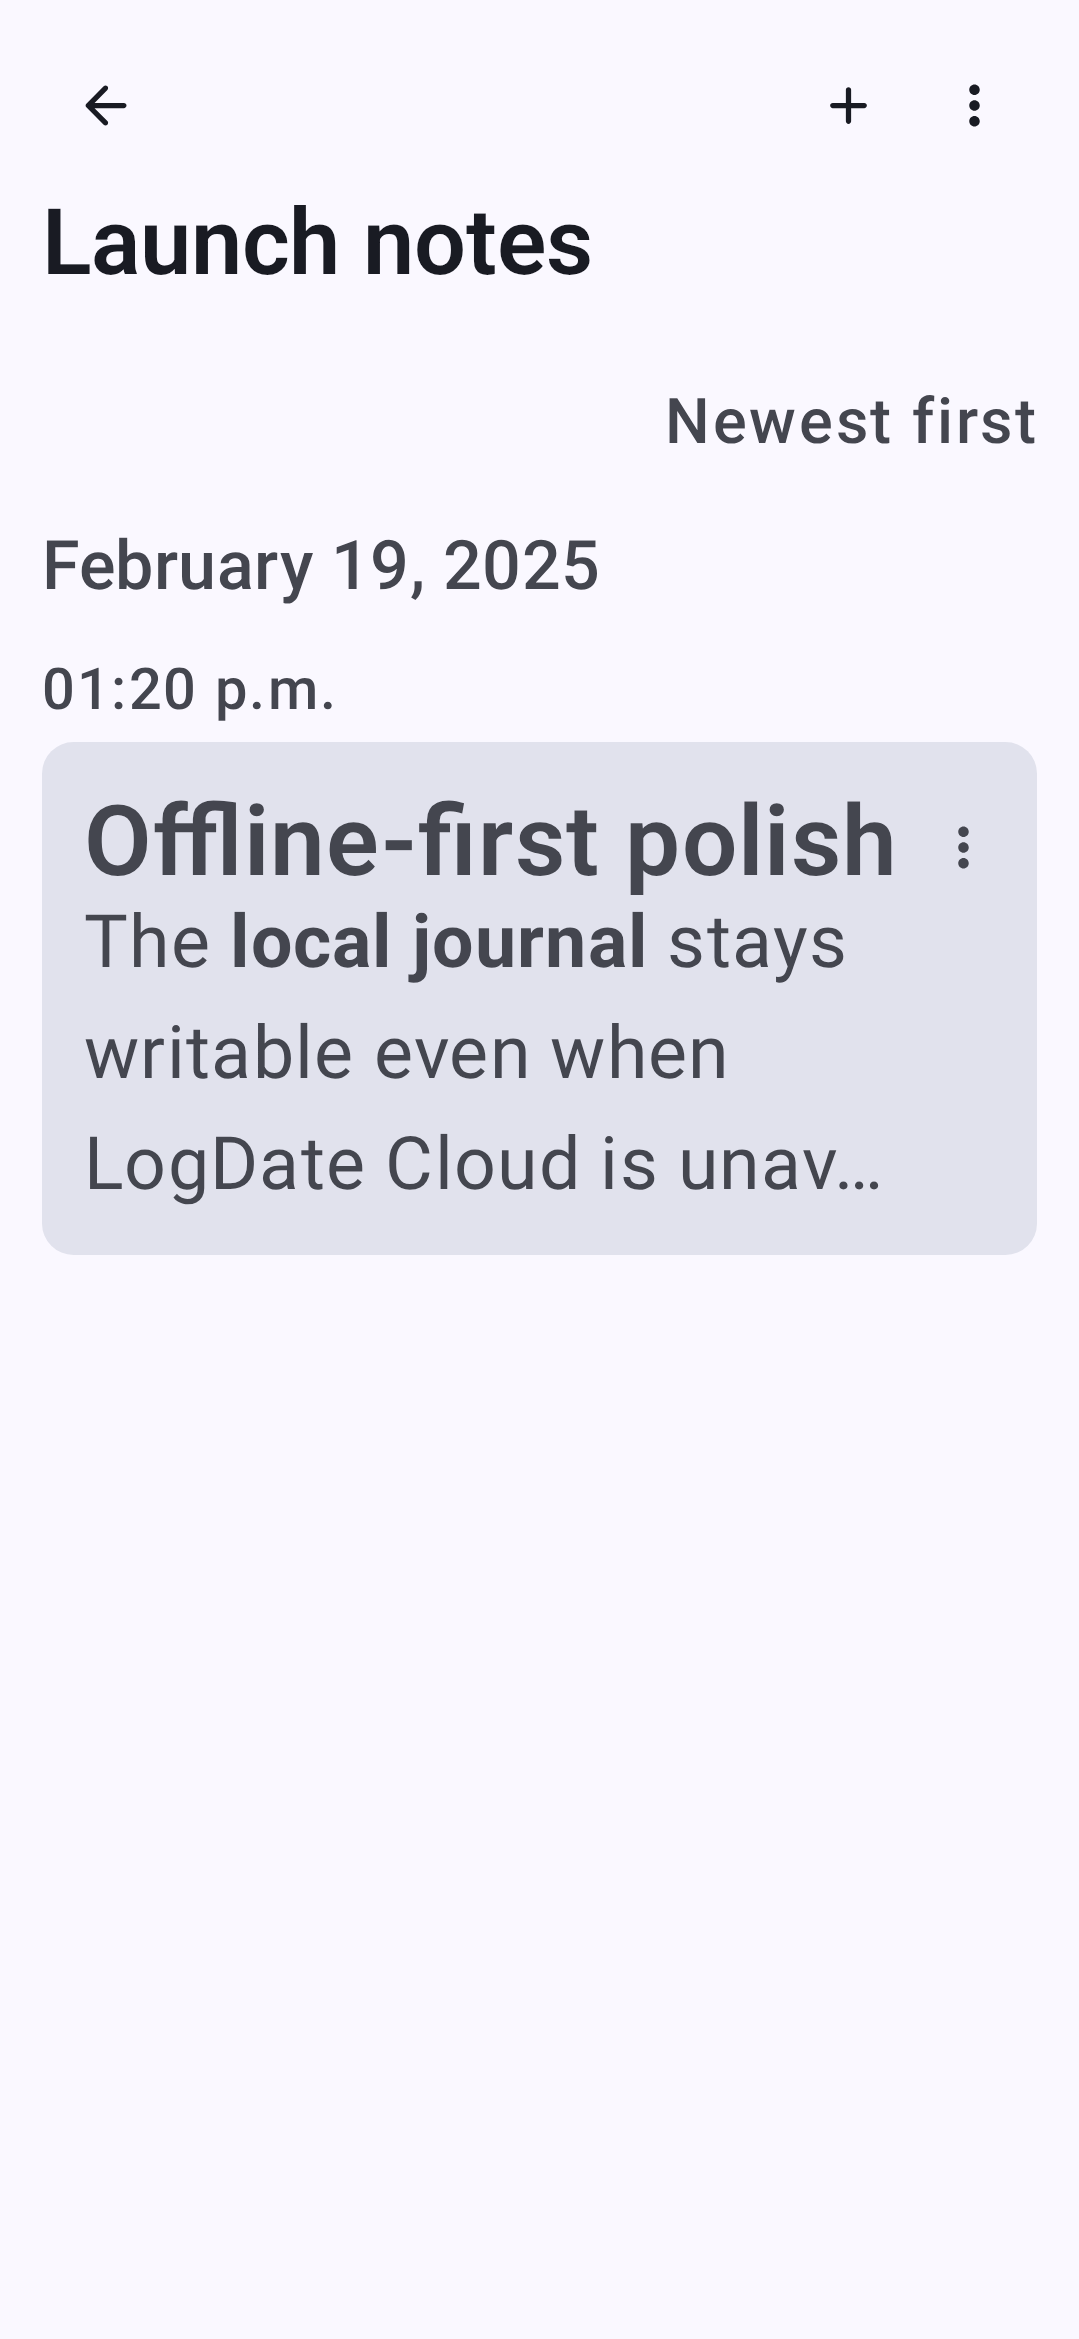 Launch notes
Newest first
February 19, 2025
01:20 p.m.
Offline-first polish
The local journal stays
writable even when
LogDate Cloud is unav…